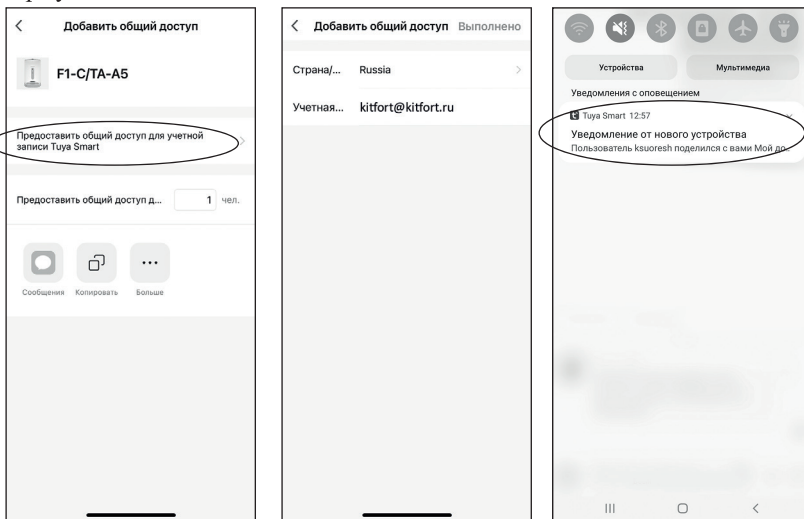 Добавить общий доступ
F1-C/TA-A5
Предоставить общий доступ для учетной
записи Tuya Smart
Предоставить общий доступ д...
1 чел.
Сообщения
Копировать
Больше
Добавить общий доступ Выполнено
Страна/... Russia
Учетная... kitfort@kitfort.ru
Устройства
Мультимедиа
Уведомления с оповещением
Tuya Smart 12:57
Уведомление от нового устройства
Пользователь ksuoresh поделился с вами Мой до..